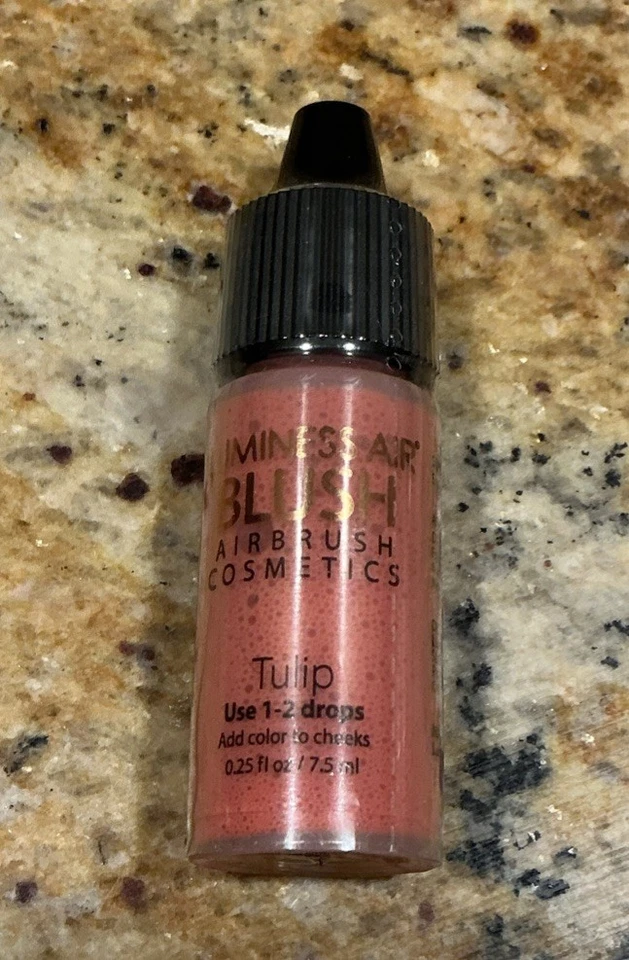 LUMINESS AIR®
BLUSH
AIRBRUSH
COSMETICS
Tulip
Use 1-2 drops
Add color to cheeks
0.25 fl oz / 7.5 ml